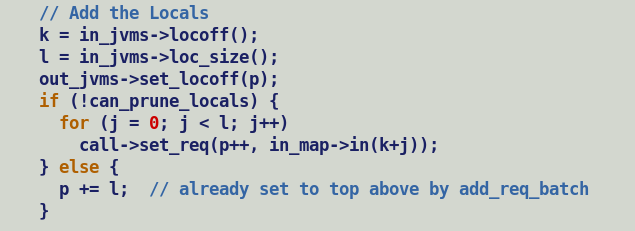 // Add the Locals
k = in_jvms->locoff();
l = in_jvms->loc_size();
out_jvms->set_locoff(p);
if (!can_prune_locals) {
  for (j = 0; j < l; j++)
    call->set_req(p++, in_map->in(k+j));
} else {
  p += l;  // already set to top above by add_req_batch
}